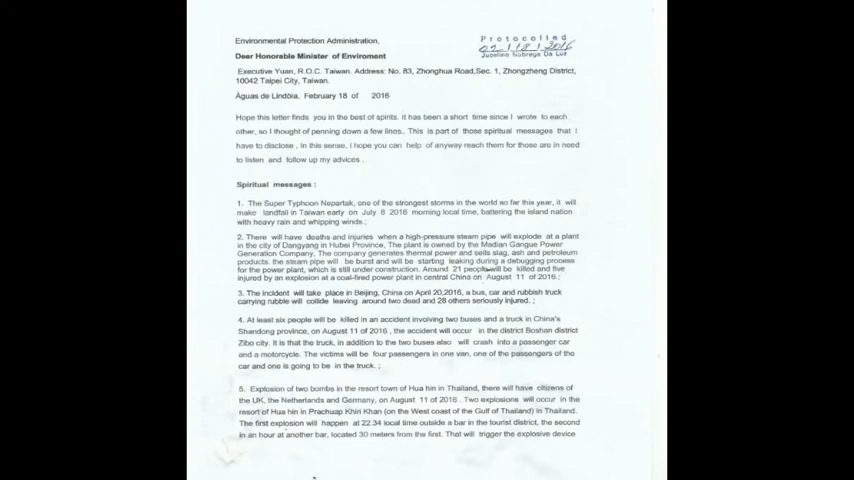 Environmental Protection Administration,
Protocolled
02 / 18 / 2016
Jucelino Nobrega Da Luz
Dear Honorable Minister of Enviroment
Executive Yuan, R.O.C. Taiwan. Address: No. 83, Zhonghua Road,Sec. 1, Zhongzheng District,
10042 Taipei City, Taiwan.
Águas de Lindóia, February 18 of 2016
Hope this letter finds you in the best of spirits. It has been a short time since I wrote to each
other, so I thought of penning down a few lines.. This is part of those spiritual messages that I
have to disclose , In this sense, I hope you can help of anyway reach them for those are in need
to listen and follow up my advices .
Spiritual messages :
1. The Super Typhoon Nepartak, one of the strongest storms in the world so far this year, it will
make landfall in Taiwan early on July 8 2016 morning local time, battering the island nation
with heavy rain and whipping winds.;
2. There will have deaths and injuries when a high-pressure steam pipe will explode at a plant
in the city of Dangyang in Hubei Province, The plant is owned by the Madian Gangue Power
Generation Company. The company generates thermal power and sells slag, ash and petroleum
products. the steam pipe will be burst and will be starting leaking during a debugging process
for the power plant, which is still under construction. Around 21 people will be killed and five
injured by an explosion at a coal-fired power plant in central China on August 11 of 2016.;
3. The incident will take place in Beijing, China on April 20,2016, a bus, car and rubbish truck
carrying rubble will collide leaving around two dead and 28 others seriously injured. ;
4. At least six people will be killed in an accident involving two buses and a truck in China's
Shandong province, on August 11 of 2016 , the accident will occur in the district Boshan district
Zibo city. It is that the truck, in addition to the two buses also will crash into a passenger car
and a motorcycle. The victims will be four passengers in one van, one of the passengers of the
car and one is going to be in the truck. ;
5. Explosion of two bombs in the resort town of Hua hin in Thailand, there will have citizens of
the UK, the Netherlands and Germany, on August 11 of 2016 . Two explosions will occur in the
resort of Hua hin in Prachuap Khiri Khan (on the West coast of the Gulf of Thailand) in Thailand.
The first explosion will happen at 22.34 local time outside a bar in the tourist district, the second
in an hour at another bar, located 30 meters from the first. That will trigger the explosive device